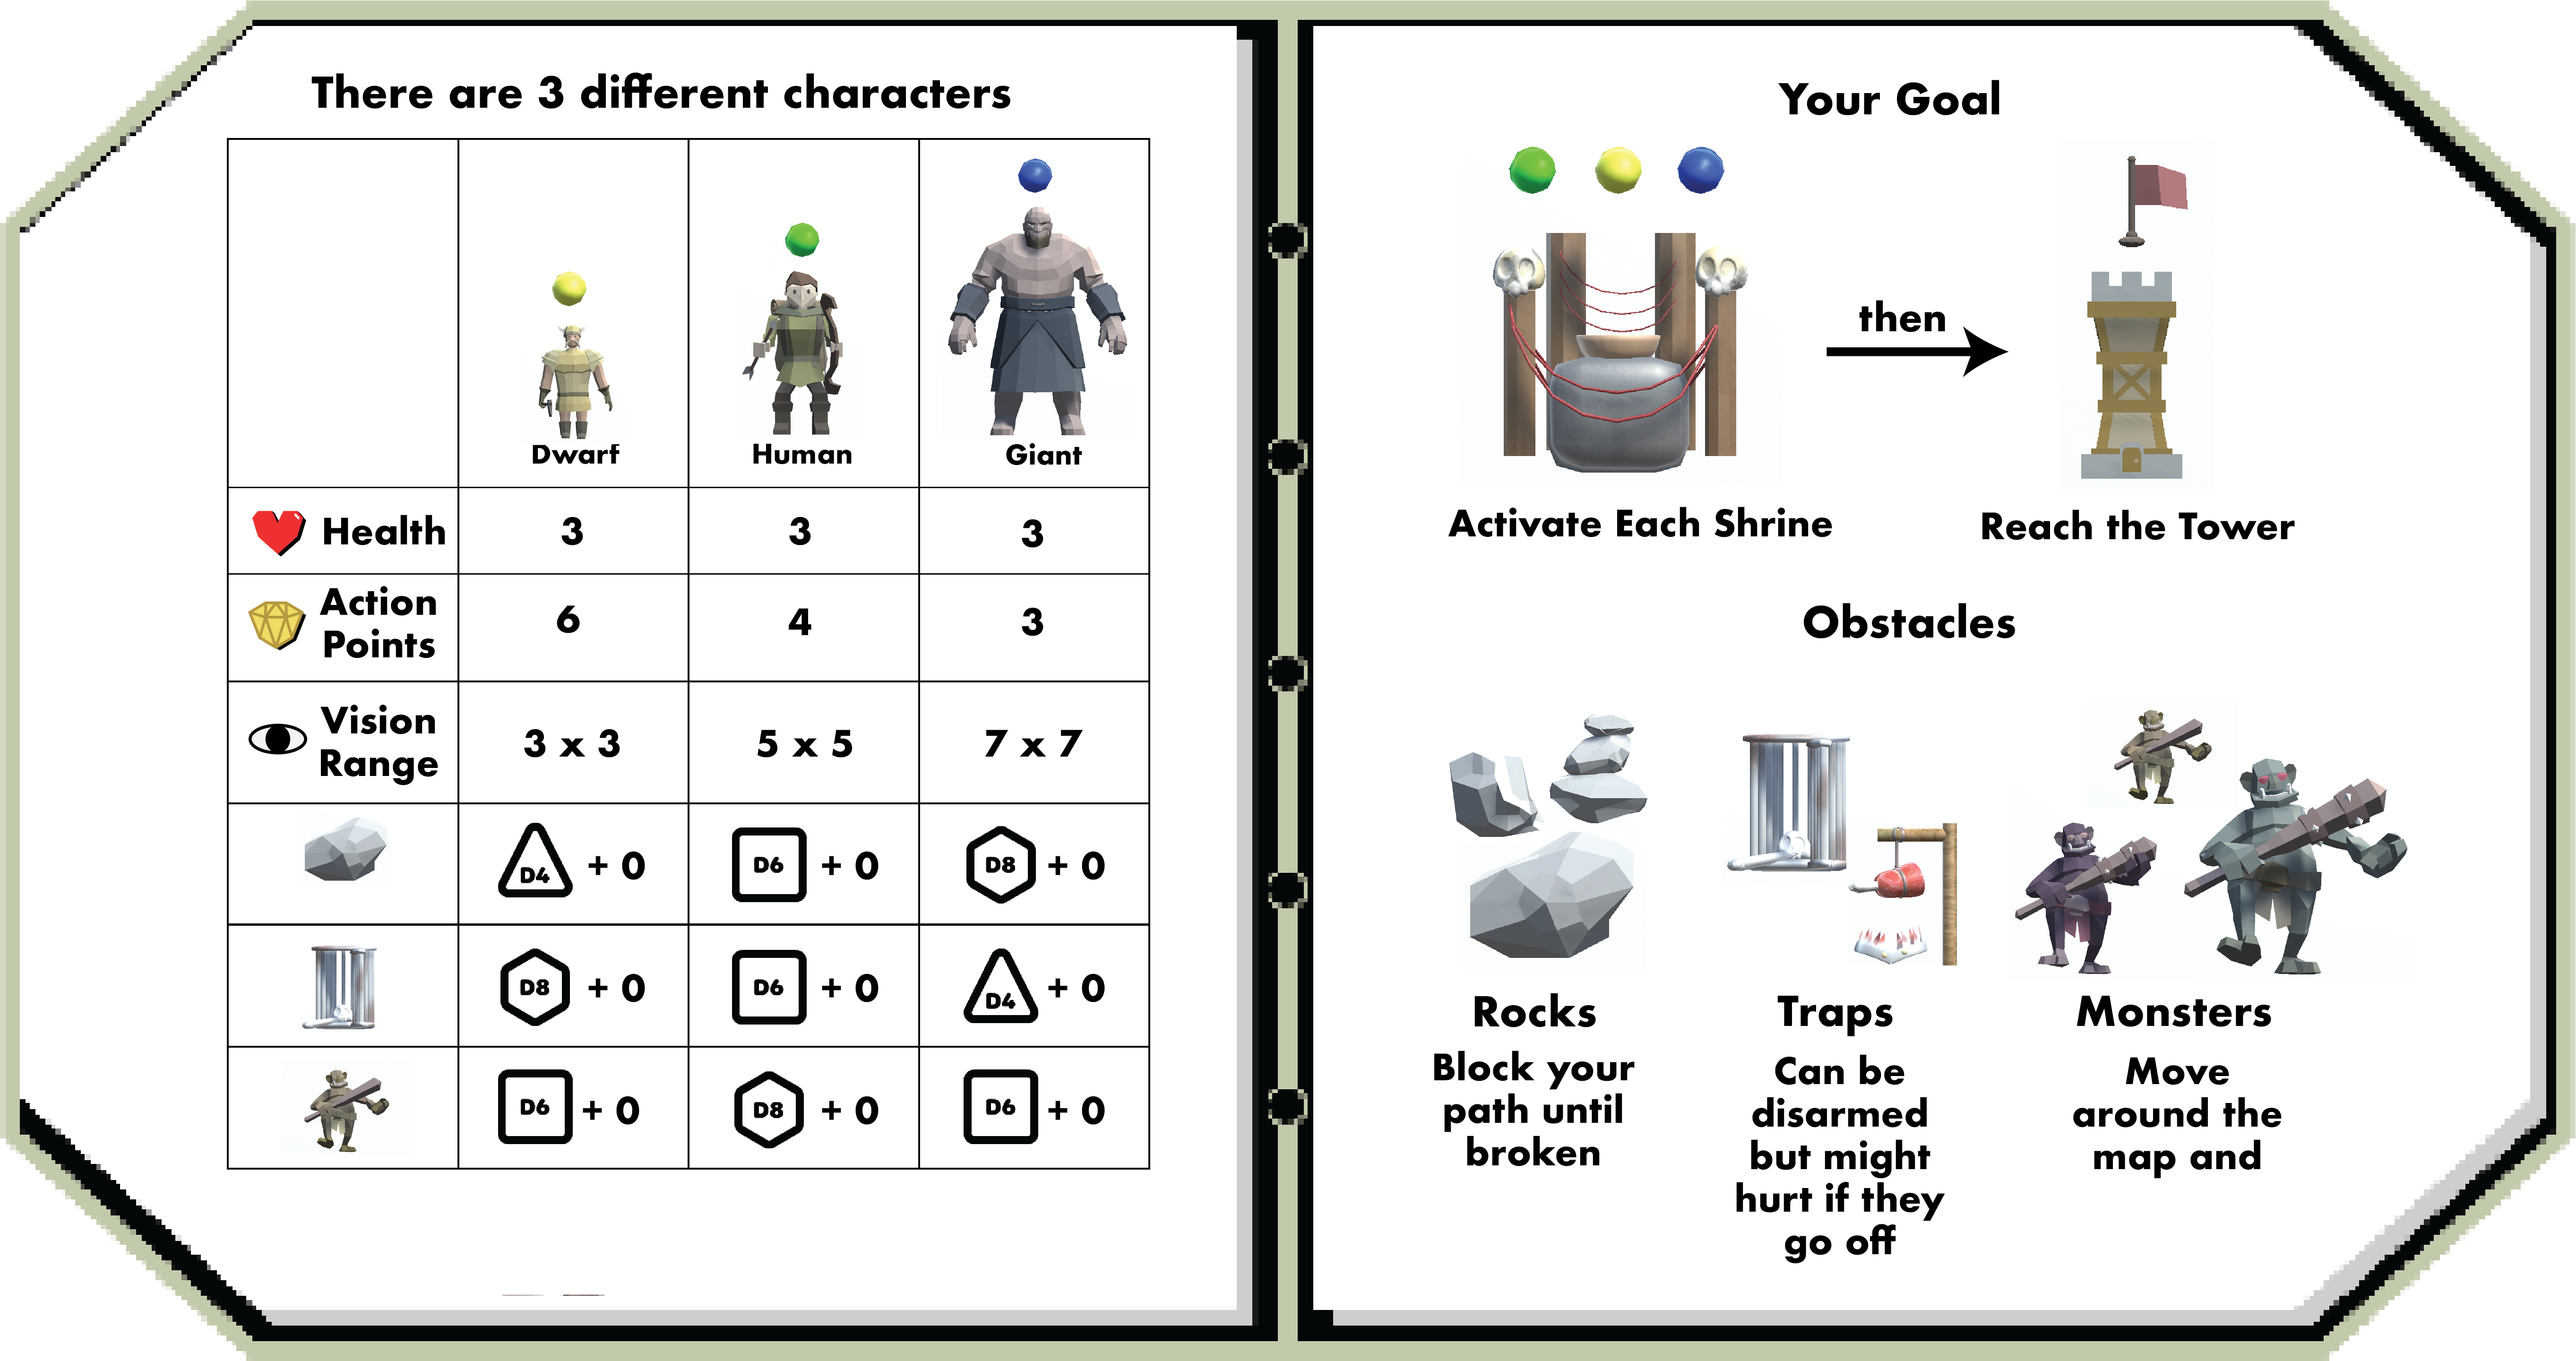 There are 3 different characters
Dwarf Human Giant
Health 3 3 3
Action
Points 6 4 3
Vision
Range 3 x 3 5 x 5 7 x 7
D4 + 0 D6 + 0 D8 + 0
D8 + 0 D6 + 0 D4 + 0
D6 + 0 D8 + 0 D6 + 0
Your Goal
then
Activate Each Shrine
Reach the Tower
Obstacles
Rocks
Block your
path until
broken
Traps
Can be
disarmed
but might
hurt if they
go off
Monsters
Move
around the
map and